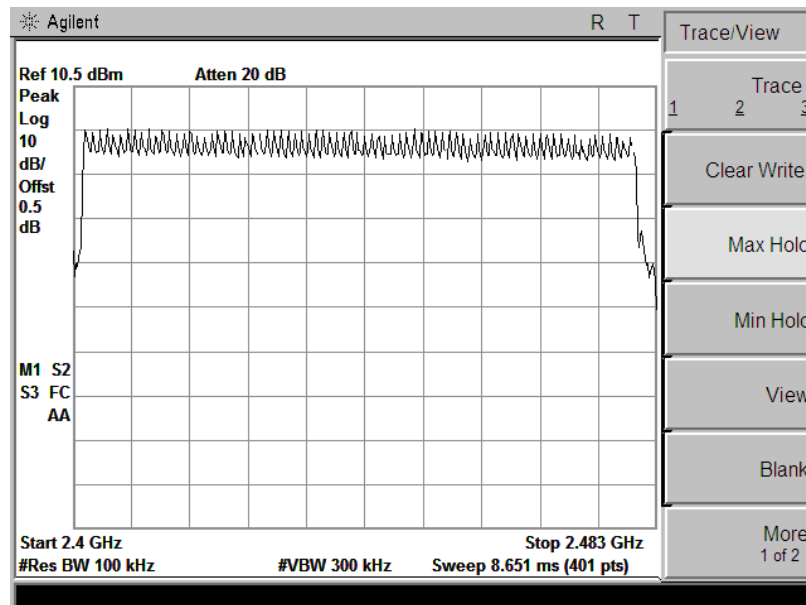 Agilent
R T
Ref 10.5 dBm
Atten 20 dB
Peak
Log
10
dB/
Offst
0.5
dB
M1 S2
S3 FC
AA
Start 2.4 GHz
Stop 2.483 GHz
#Res BW 100 kHz
#VBW 300 kHz
Sweep 8.651 ms (401 pts)
Trace/View
Trace
1 2 3
Clear Write
Max Hold
Min Hold
View
Blank
More
1 of 2